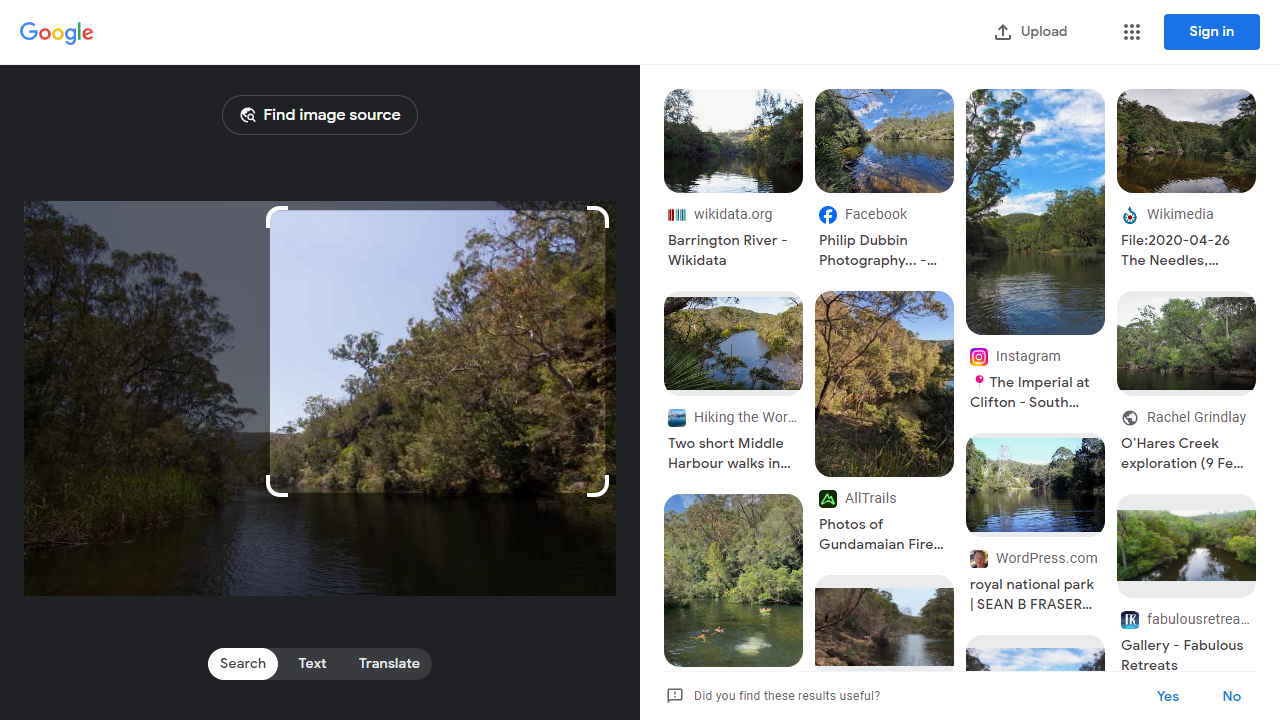 Google
Upload
Sign in
Find image source
Search
Text
Translate
wikidata.org
Barrington River -
Wikidata
Facebook
Philip Dubbin
Photography... -...
Instagram
The Imperial at
Clifton - South...
Wikimedia
File:2020-04-26
The Needles,...
Hiking the Wor...
Two short Middle
Harbour walks in...
AllTrails
Photos of
Gundamaian Fire...
WordPress.com
royal national park
| SEAN B FRASER...
Rachel Grindlay
O’Hares Creek
exploration (9 Fe...
fabulousretrea...
Gallery - Fabulous
Retreats
Did you find these results useful?
Yes
No